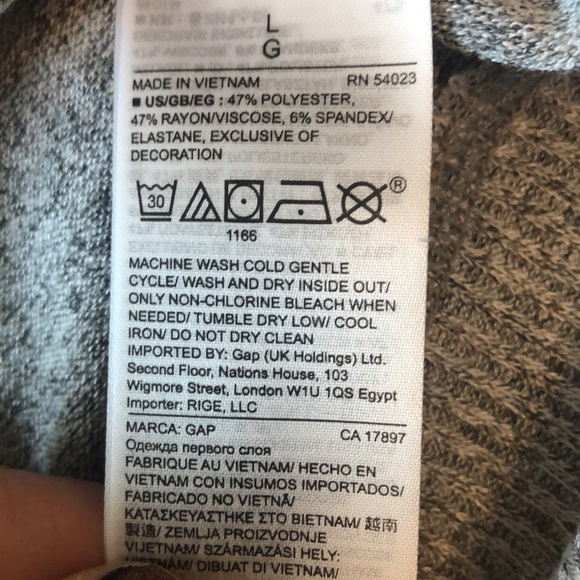 L
G
MADE IN VIETNAM RN 54023
■ US/GB/EG : 47% POLYESTER,
47% RAYON/VISCOSE, 6% SPANDEX/
ELASTANE, EXCLUSIVE OF
DECORATION
30 ®
1166
MACHINE WASH COLD GENTLE
CYCLE/ WASH AND DRY INSIDE OUT/
ONLY NON-CHLORINE BLEACH WHEN
NEEDED/ TUMBLE DRY LOW/ COOL
IRON/ DO NOT DRY CLEAN
IMPORTED BY: Gap (UK Holdings) Ltd.
Second Floor, Nations House, 103
Wigmore Street, London W1U 1QS Egypt
Importer: RIGE, LLC
MARCA: GAP CA 17897
Одежда первого слоя
FABRIQUE AU VIETNAM/ HECHO EN
VIETNAM CON INSUMOS IMPORTADOS/
FABRICADO NO VIETNÃ/
ΚΑΤΑΣΚΕΥΑΣΤΗΚΕ ΣΤΟ ΒΙΕΤΝΑΜ/ 越南
製造/ ZEMLJA PROIZVODNJE
VIJETNAM/ SZÁRMAZÁSI HELY:
VIETNÁM/ DIBUAT DI VIETNAM/